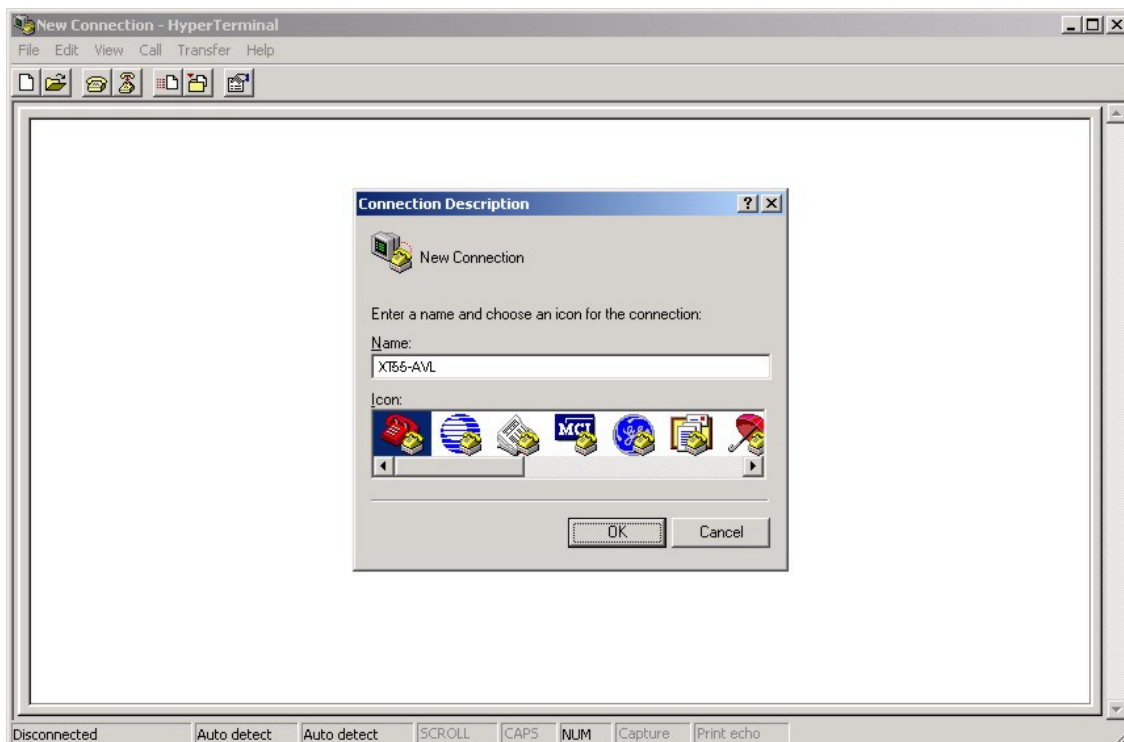 New Connection - HyperTerminal
File Edit View Call Transfer Help
Connection Description
New Connection
Enter a name and choose an icon for the connection:
Name:
XT55-AVL
Icon:
MCI
OK Cancel
Disconnected Auto detect Auto detect SCROLL CAPS NUM Capture Print echo